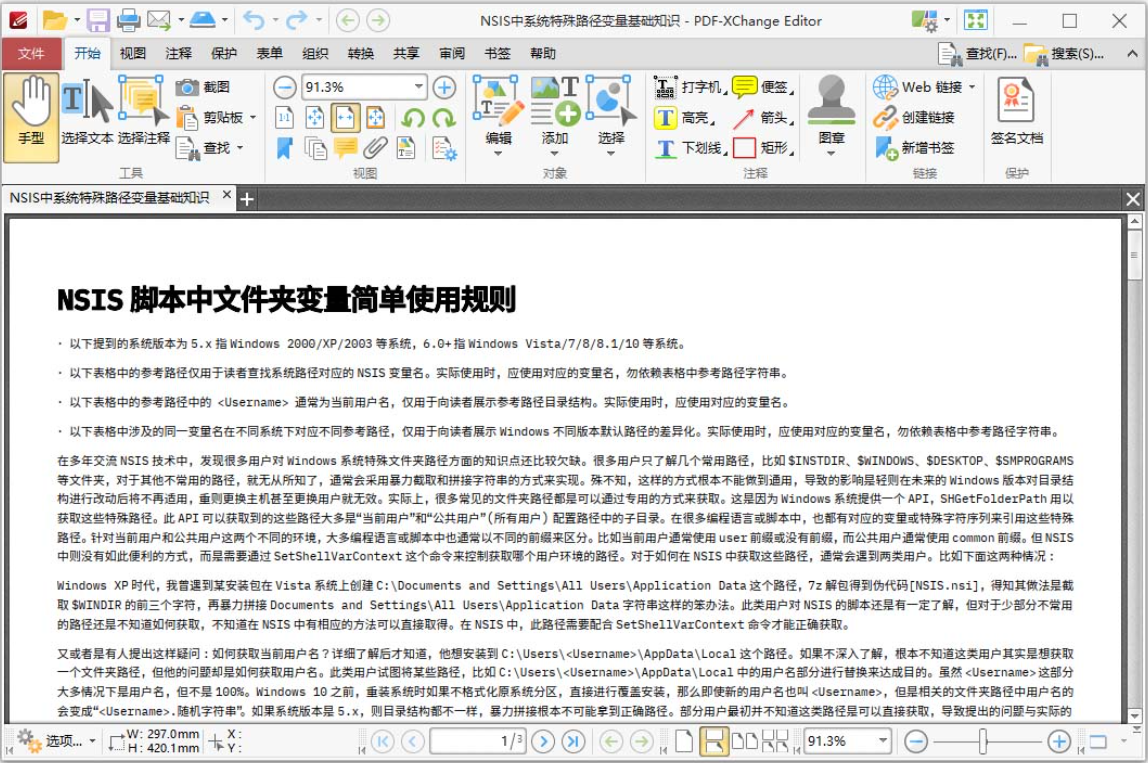 NSIS中系统特殊路径变量基础知识 - PDF-XChange Editor
文件 开始 视图 注释 保护 表单 组织 转换 共享 审阅 书签 帮助 查找(F)... 搜索(S)...
手型 选择文本 选择注释 截图 剪贴板 查找
91.3%
编辑 添加 选择
打字机 便签
高亮 箭头
下划线 矩形
图章
Web 链接
创建链接
新增书签
签名文档
工具 视图 对象 注释 链接 保护
NSIS中系统特殊路径变量基础知识
NSIS 脚本中文件夹变量简单使用规则
· 以下提到的系统版本为 5.x 指 Windows 2000/XP/2003 等系统，6.0+ 指 Windows Vista/7/8/8.1/10 等系统。
· 以下表格中的参考路径仅用于读者查找系统路径对应的 NSIS 变量名。实际使用时，应使用对应的变量名，勿依赖表格中参考路径字符串。
· 以下表格中的参考路径中的 <Username> 通常为当前用户名，仅用于向读者展示参考路径目录结构。实际使用时，应使用对应的变量名。
· 以下表格中涉及的同一变量名在不同系统下对应不同参考路径，仅用于向读者展示 Windows 不同版本默认路径的差异化。实际使用时，应使用对应的变量名，勿依赖表格中参考路径字符串。
在多年交流 NSIS 技术中，发现很多用户对 Windows 系统特殊文件夹路径方面的知识点还比较欠缺。很多用户只了解几个常用路径，比如 $INSTDIR、$WINDOWS、$DESKTOP、$SMPROGRAMS
等文件夹，对于其他不常用的路径，就无从所知了，通常会采用暴力截取和拼接字符串的方式来实现。殊不知，这样的方式根本不能做到通用，导致的影响是轻则在未来的 Windows 版本对目录结
构进行改动后将不再适用，重则更换主机甚至更换用户就无效。实际上，很多常见的文件夹路径都是可以通过专用的方式来获取。这是因为 Windows 系统提供一个 API，SHGetFolderPath 用以
获取这些特殊路径。此 API 可以获取到的这些路径大多是“当前用户”和“公共用户”（所有用户）配置路径中的子目录。在很多编程语言或脚本中，也都有对应的变量或特殊字符序列来引用这些特殊
路径。针对当前用户和公共用户这两个不同的环境，大多编程语言或脚本中也通常以不同的前缀来区分。比如当前用户通常使用 user 前缀或没有前缀，而公共用户通常使用 common 前缀。但 NSIS
中则没有如此便利的方式，而是需要通过 SetShellVarContext 这个命令来控制获取哪个用户环境的路径。对于如何在 NSIS 中获取这些路径，通常会遇到两类用户。比如下面这两种情况：
Windows XP 时代，我曾遇到某安装包在 Vista 系统上创建 C:\Documents and Settings\All Users\Application Data 这个路径，7z 解包得到伪代码[NSIS.nsi]，得知其做法是截
取 $WINDIR 的前三个字符，再暴力拼接 Documents and Settings\All Users\Application Data 字符串这样的笨办法。此类用户对 NSIS 的脚本还是有一定了解，但对于少部分不常用
的路径还是不知道如何获取，不知道在 NSIS 中有相应的方法可以直接取得。在 NSIS 中，此路径需要配合 SetShellVarContext 命令才能正确获取。
又或者是有人提出这样疑问：如何获取当前用户名？详细了解后才知道，他想安装到 C:\Users\<Username>\AppData\Local 这个路径。如果不深入了解，根本不知道这类用户其实是想获取
一个文件夹路径，但他的问题却是如何获取用户名。此类用户试图将某些路径，比如 C:\Users\<Username>\AppData\Local 中的用户名部分进行替换来达成目的。虽然 <Username> 这部分
大多情况下是用户名，但不是 100%。Windows 10 之前，重装系统时如果不格式化原系统分区，直接进行覆盖安装，那么即使新的用户名也叫 <Username>，但是相关的文件夹路径中用户名的
会变成“<Username>.随机字符串”。如果系统版本是 5.x，则目录结构都不一样，暴力拼接根本不可能拿到正确路径。部分用户最初并不知道这类路径是可以直接获取，导致提出的问题与实际的
选项... W: 297.0mm X:
H: 420.1mm Y:
1/3 91.3%